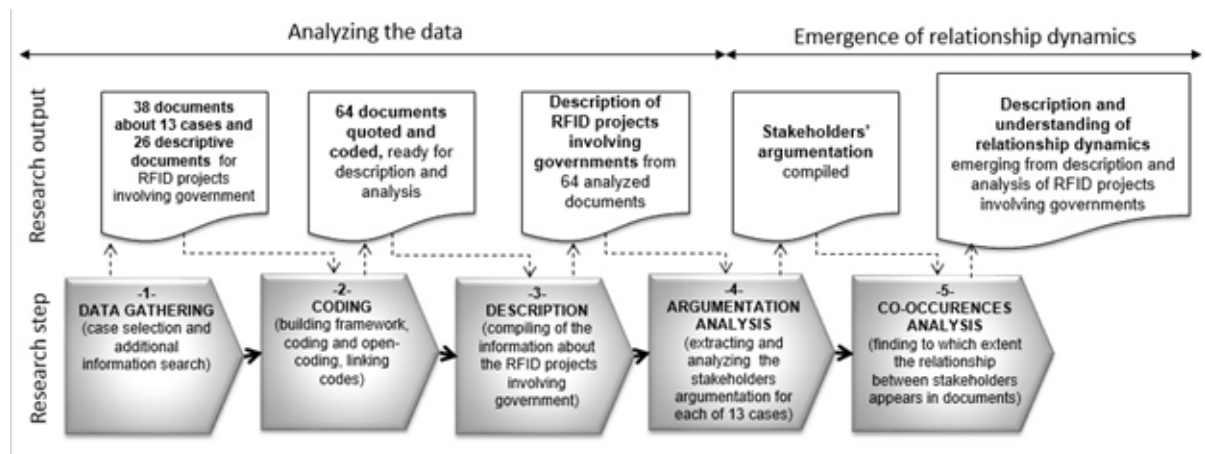 Analyzing the data
Emergence of relationship dynamics
Research output
38 documents
about 13 cases and
26 descriptive
documents for
RFID projects
involving government
64 documents
quoted and
coded, ready for
description and
analysis
Description of
RFID projects
involving
governments from
64 analyzed
documents
Stakeholders'
argumentation
compiled
Description and
understanding of
relationship dynamics
emerging from description and
analysis of RFID projects
involving governments
Research step
-1-
DATA GATHERING
(case selection and
additional
information search)
-2-
CODING
(building framework,
coding and open-
coding, linking
codes)
-3-
DESCRIPTION
(compiling of the
information about
the RFID projects
involving
government)
-4-
ARGUMENTATION
ANALYSIS
(extracting and
analyzing the
stakeholders
argumentation for
each of 13 cases)
-5-
CO-OCCURENCES
ANALYSIS
(finding to which extent
the relationship
between stakeholders
appears in documents)